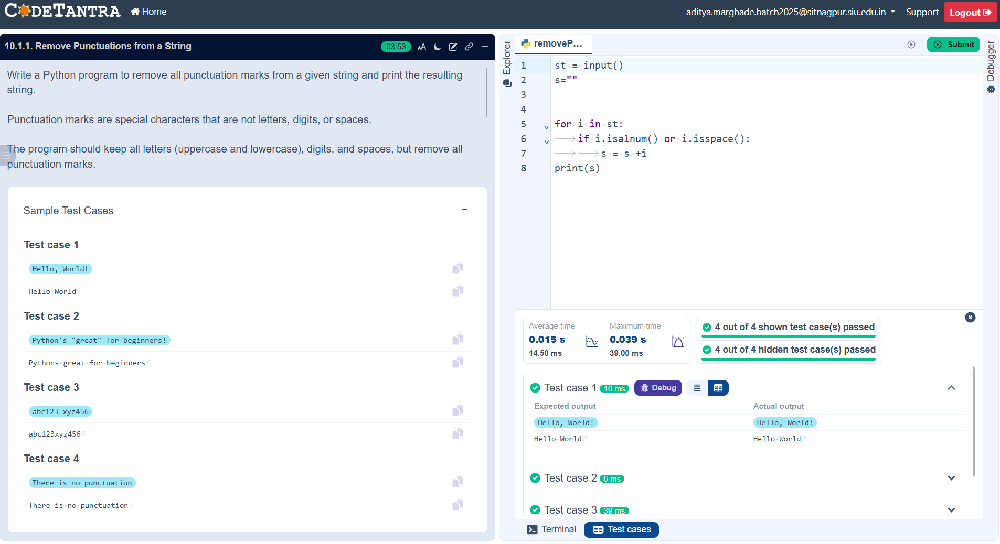 CODETANTRA
Home
aditya.marghade.batch2025@sitnagpur.siu.edu.in
Support
Logout
10.1.1. Remove Punctuations from a String
03:53
AA
Write a Python program to remove all punctuation marks from a given string and print the resulting
string.
Punctuation marks are special characters that are not letters, digits, or spaces.
The program should keep all letters (uppercase and lowercase), digits, and spaces, but remove all
punctuation marks.
Sample Test Cases
Test case 1
Hello, World!
Hello·World
Test case 2
Python's "great" for beginners!
Pythons·great·for·beginners
Test case 3
abc123-xyz456
abc123xyz456
Test case 4
There is no punctuation
There·is·no·punctuation
Explorer
removeP...
Submit
Debugger
1 st = input()
2 s=""
3
4
5 for i in st:
6 if i.isalnum() or i.isspace():
7 s = s +i
8 print(s)
Average time
0.015 s
14.50 ms
Maximum time
0.039 s
39.00 ms
4 out of 4 shown test case(s) passed
4 out of 4 hidden test case(s) passed
Test case 1 10 ms
Debug
Expected output
Actual output
Hello, World!
Hello, World!
Hello·World
Hello·World
Test case 2 6 ms
Test case 3 39 ms
Terminal
Test cases